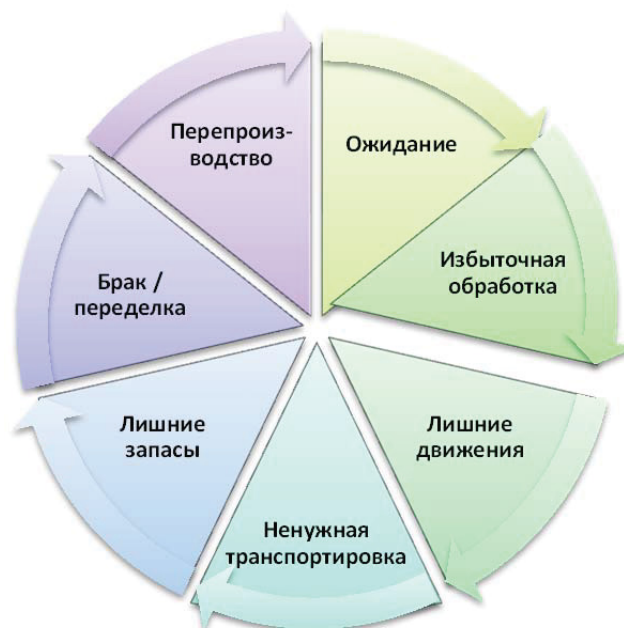 Перепроиз-
водство
Ожидание
Избыточная
обработка
Лишние
движения
Ненужная
транспортировка
Лишние
запасы
Брак /
переделка